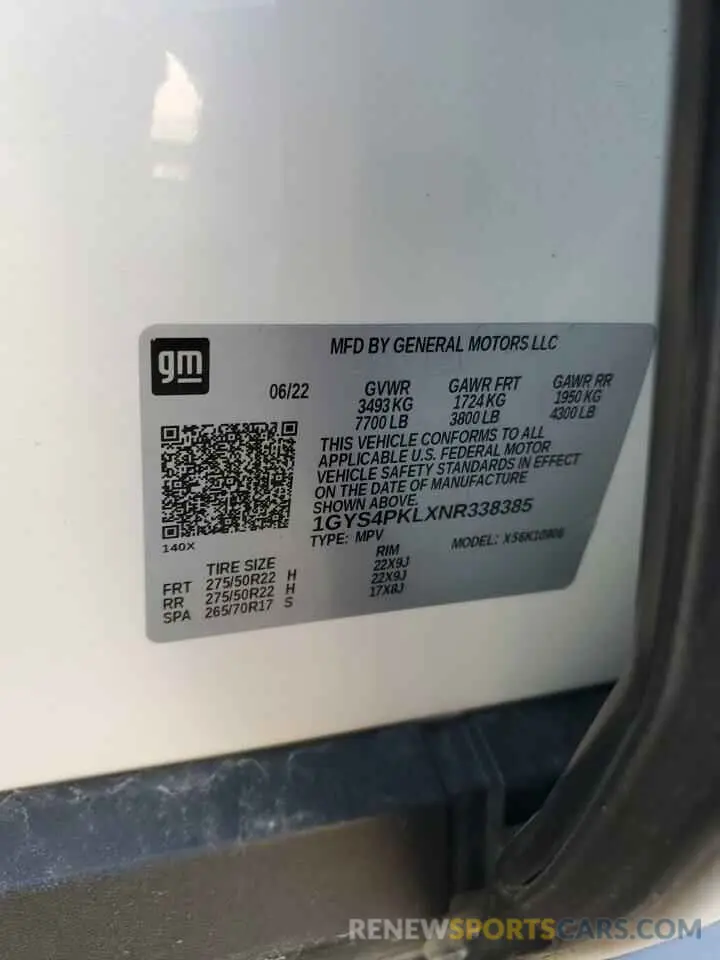 gm
MFD BY GENERAL MOTORS LLC
06/22
GVWR GAWR FRT GAWR RR
3493 KG 1724 KG 1950 KG
7700 LB 3800 LB 4300 LB
THIS VEHICLE CONFORMS TO ALL
APPLICABLE U.S. FEDERAL MOTOR
VEHICLE SAFETY STANDARDS IN EFFECT
ON THE DATE OF MANUFACTURE
SHOWN ABOVE.
1GYS4PKLXNR338385
TYPE: MPV MODEL:
140X
TIRE SIZE RIM
FRT 275/50R22 H 22X9J
RR 275/50R22 H 22X9J
SPA 265/70R17 S 17X8J
RENEWSPORTSCARS.COM